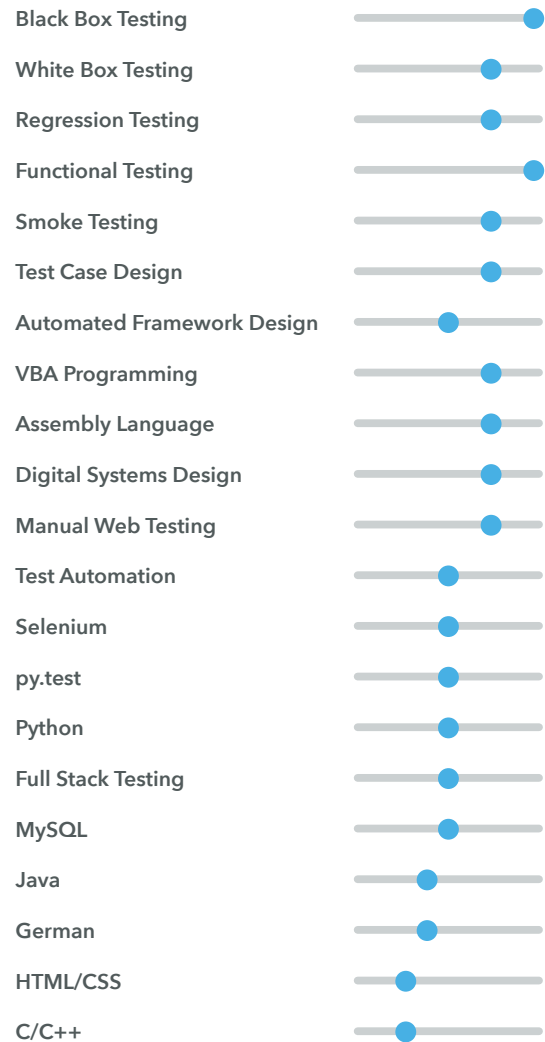 Black Box Testing
White Box Testing
Regression Testing
Functional Testing
Smoke Testing
Test Case Design
Automated Framework Design
VBA Programming
Assembly Language
Digital Systems Design
Manual Web Testing
Test Automation
Selenium
py.test
Python
Full Stack Testing
MySQL
Java
German
HTML/CSS
C/C++